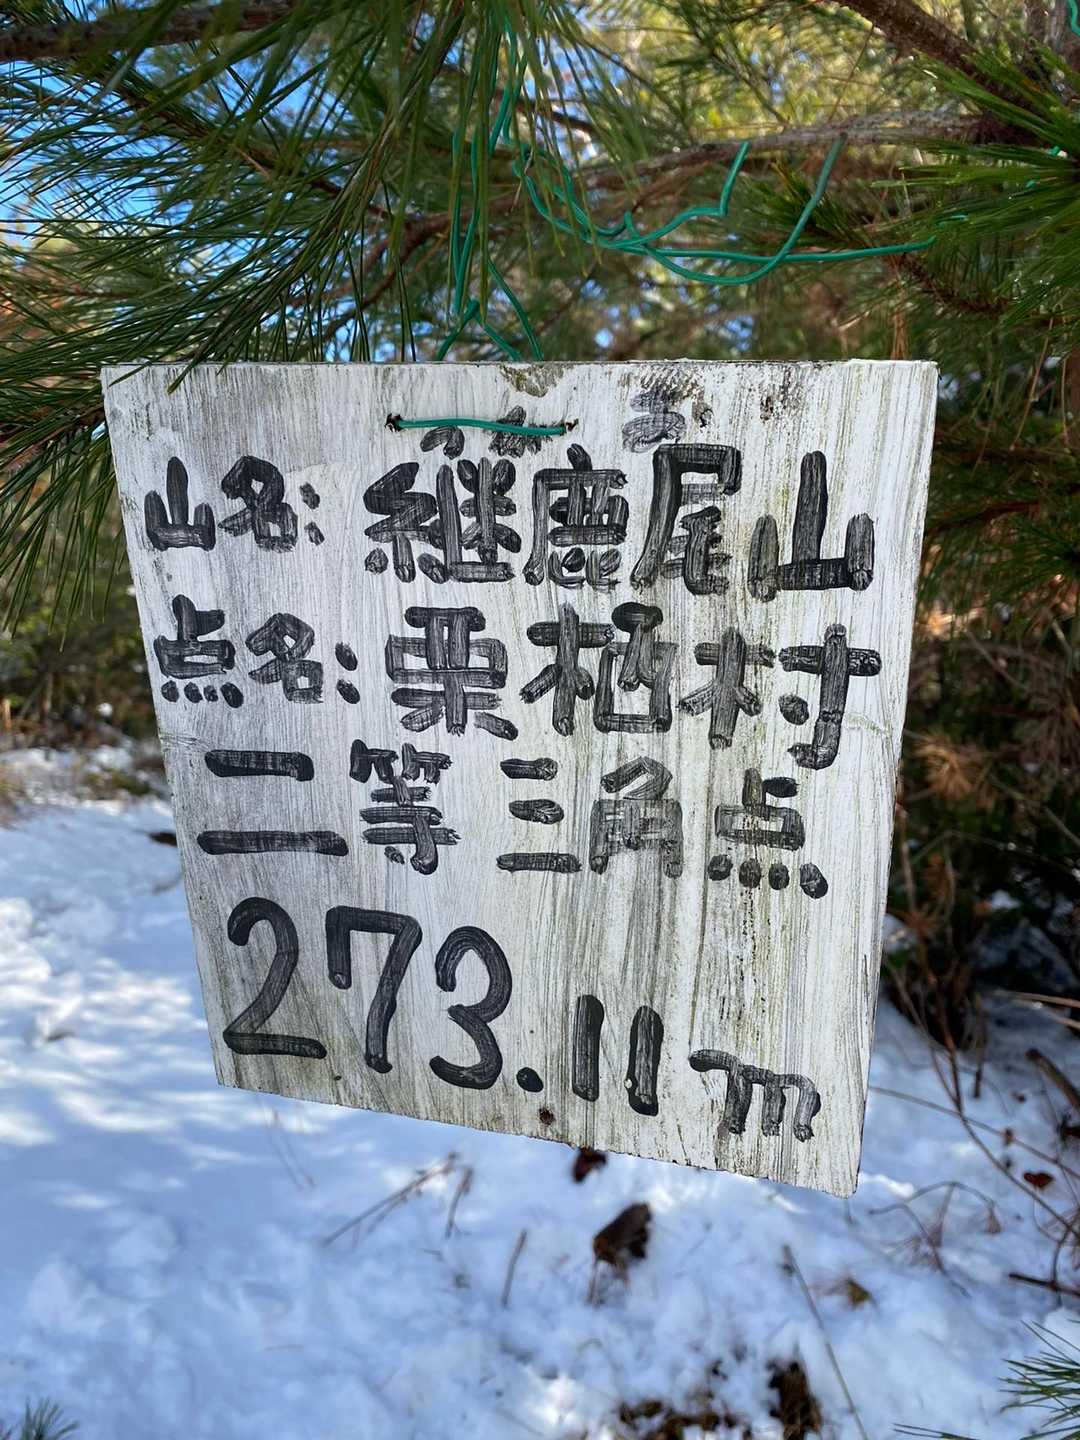 山名: 継鹿尾山
点名: 栗栖村
二等 三角点
273.11m